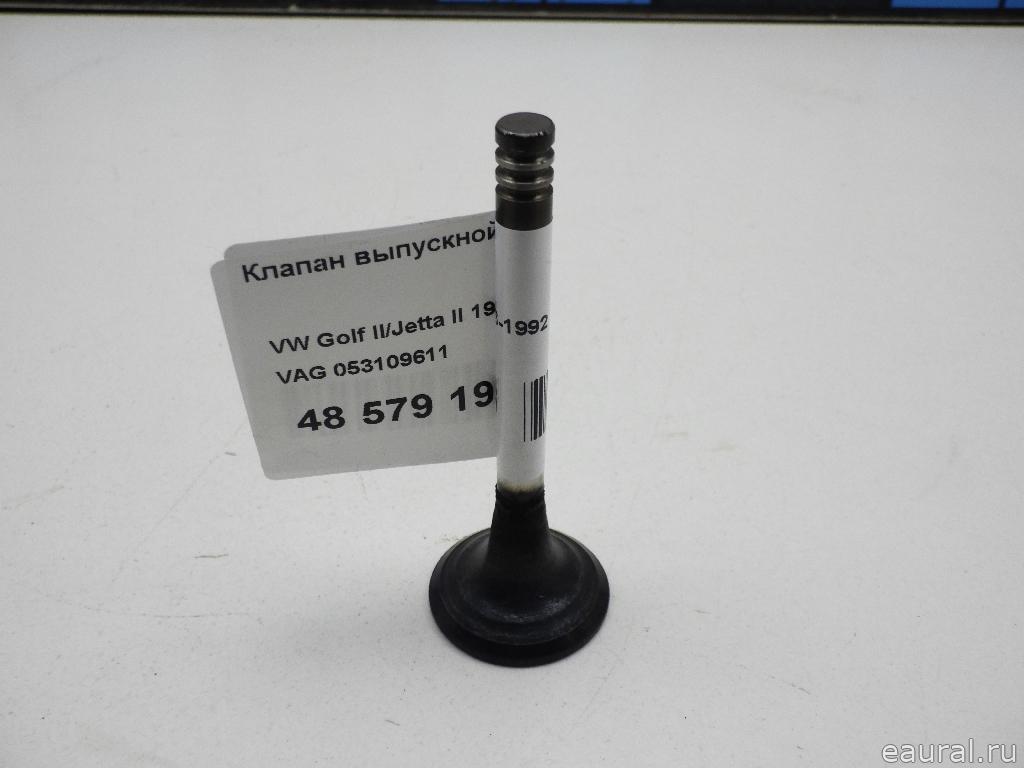 Клапан выпускной
VW Golf II/Jetta II 19
-1992
VAG 053109611
48 579 19
eaural.ru